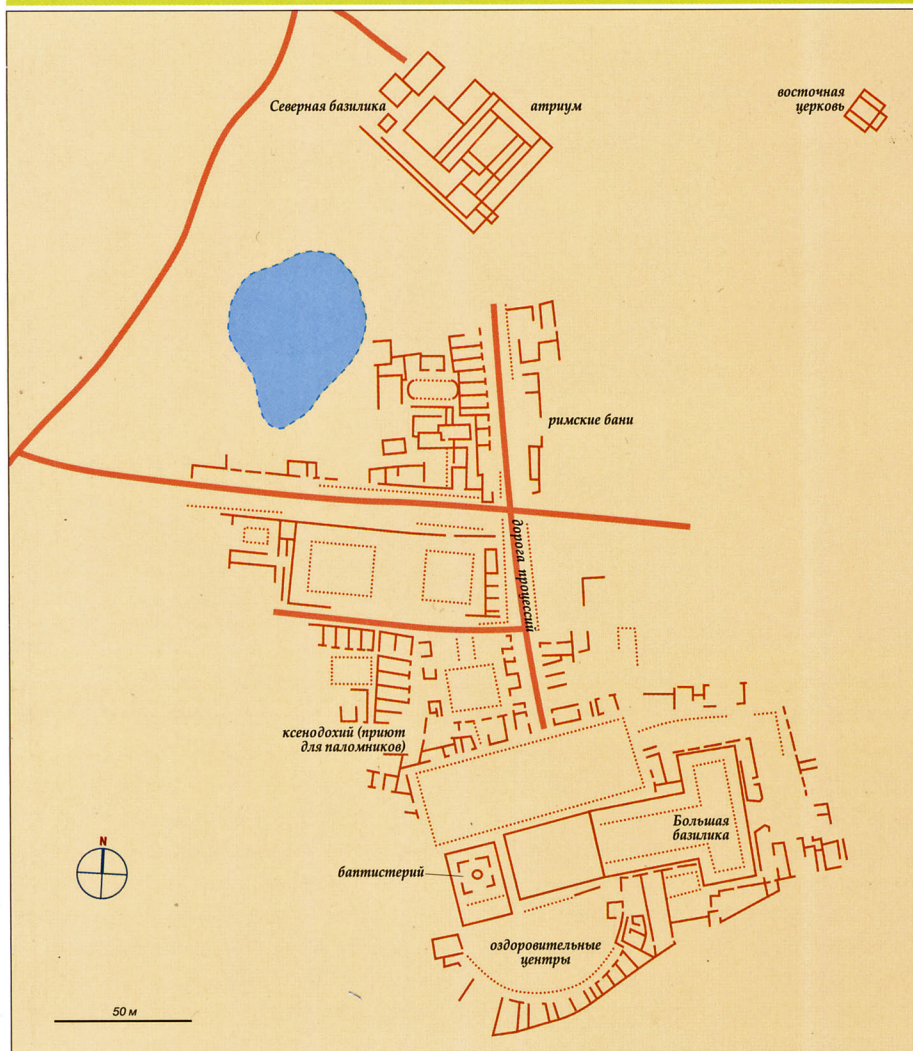 Северная базилика
атриум
восточная
церковь
римские бани
дорога процессий
ксенодохий (приют
для паломников)
Большая
базилика
N
баптистерий
оздоровительные
центры
50 м